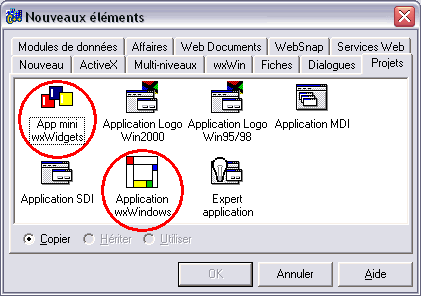 Nouveaux éléments
Modules de données Affaires Web Documents WebSnap Services Web
Nouveau ActiveX Multi-niveaux wxWin Fiches Dialogues Projets
App mini
wxWidgets
Application Logo
Win2000
Application Logo
Win95/98
Application MDI
Application SDI
Application
wxWindows
Expert
application
Copier Hériter Utiliser
OK Annuler Aide